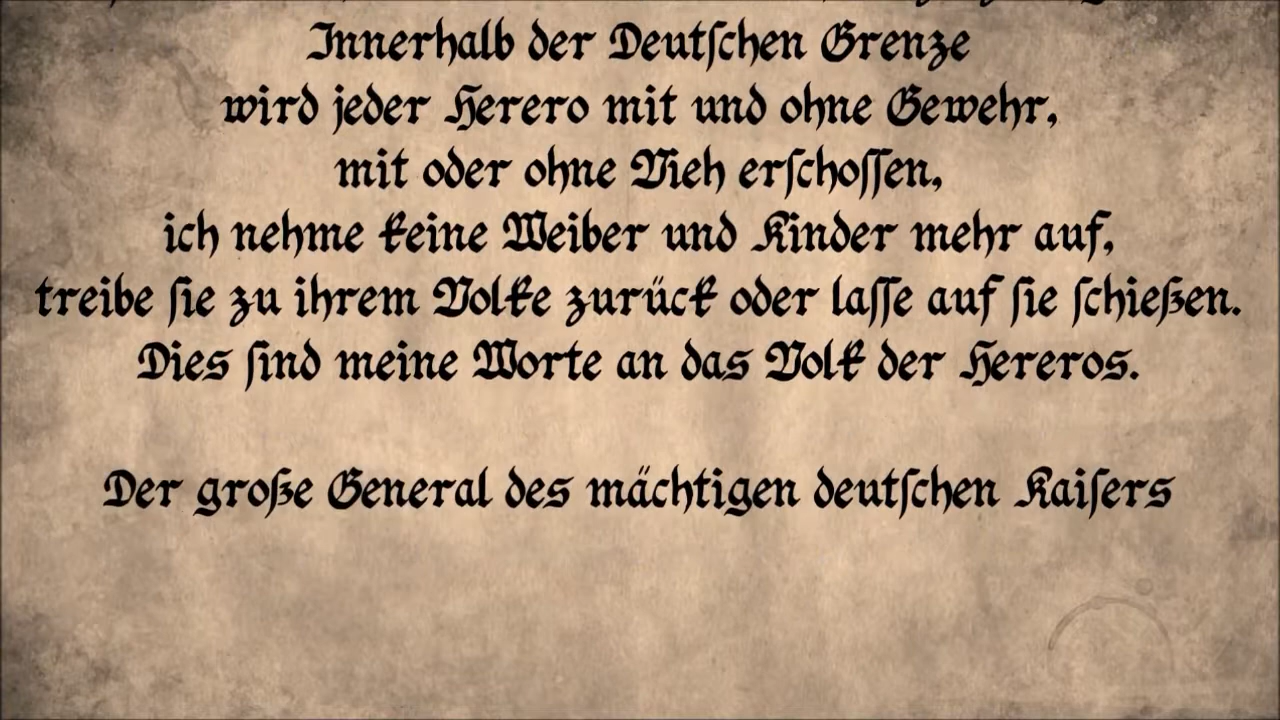 Innerhalb der Deutſchen Grenze
wird jeder Herero mit und ohne Gewehr,
mit oder ohne Vieh erſchoſſen,
ich nehme keine Weiber und Kinder mehr auf,
treibe ſie zu ihrem Volke zurück oder laſſe auf ſie ſchießen.
Dies ſind meine Worte an das Volk der Hereros.
Der große General des mächtigen deutſchen Kaiſers